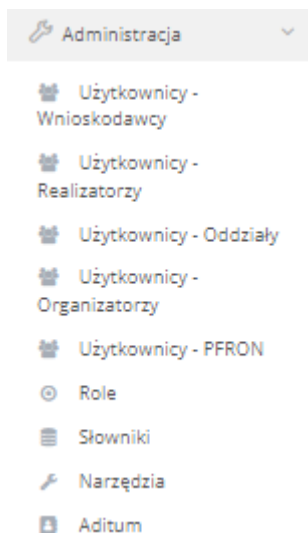 Administracja
Użytkownicy -
Wnioskodawcy
Użytkownicy -
Realizatorzy
Użytkownicy - Oddziały
Użytkownicy -
Organizatorzy
Użytkownicy - PFRON
Role
Słowniki
Narzędzia
Aditum